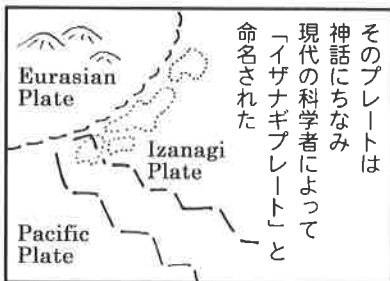 そのプレートは
神話にちなみ
現代の科学者によって
「イザナギプレート」と
命名された
Eurasian
Plate
Izanagi
Plate
Pacific
Plate